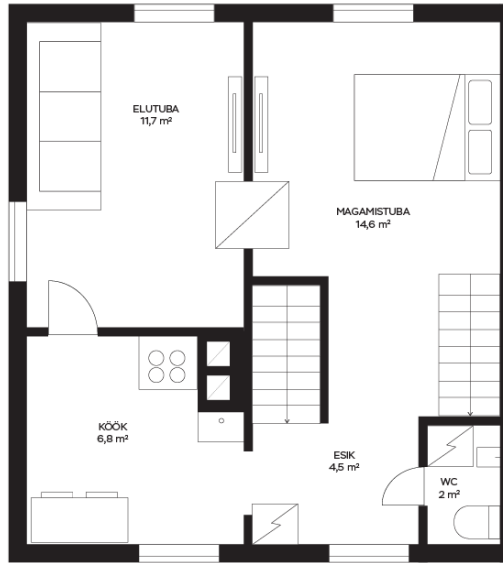 ELUTUBA
11,7 m²
MAGAMISTUBA
14,6 m²
KÖÖK
6,8 m²
ESIK
4,5 m²
WC
2 m²